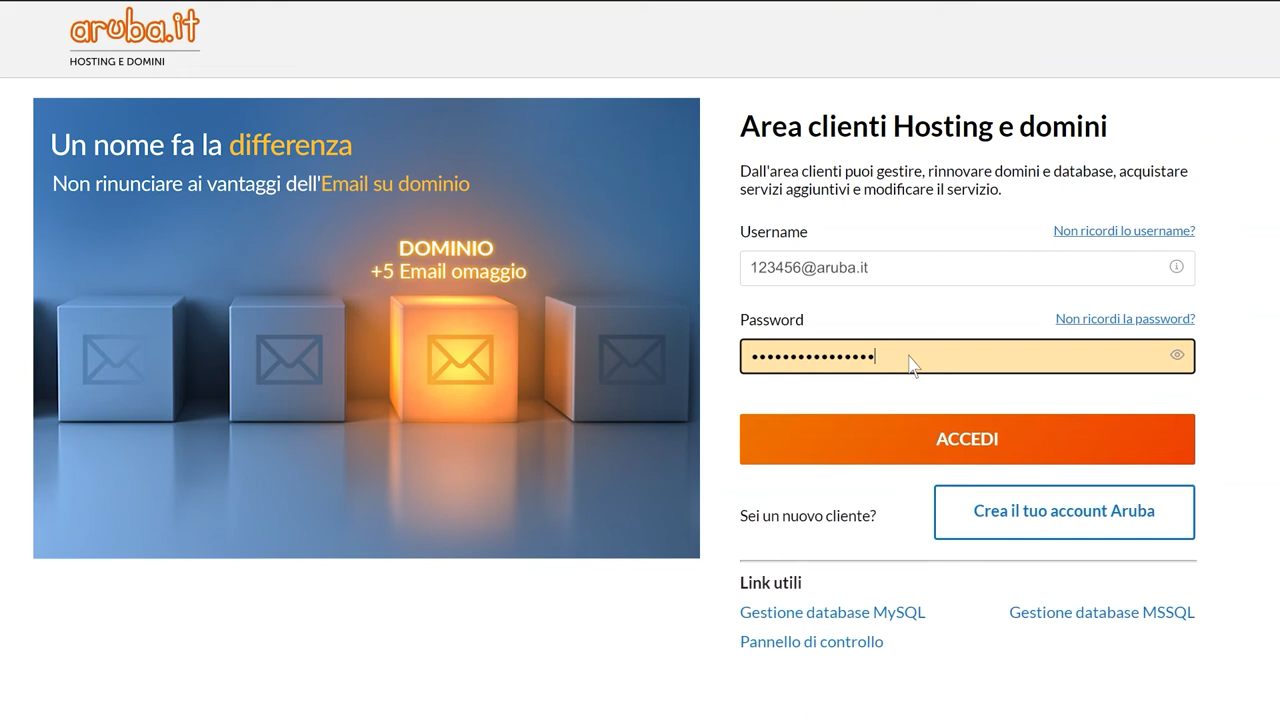 aruba.it
HOSTING E DOMINI
Un nome fa la differenza
Non rinunciare ai vantaggi dell'Email su dominio
DOMINIO
+5 Email omaggio
Area clienti Hosting e domini
Dall'area clienti puoi gestire, rinnovare domini e database, acquistare
servizi aggiuntivi e modificare il servizio.
Username Non ricordi lo username?
123456@aruba.it
Password Non ricordi la password?
••••••••••••••••
ACCEDI
Sei un nuovo cliente? Crea il tuo account Aruba
Link utili
Gestione database MySQL Gestione database MSSQL
Pannello di controllo